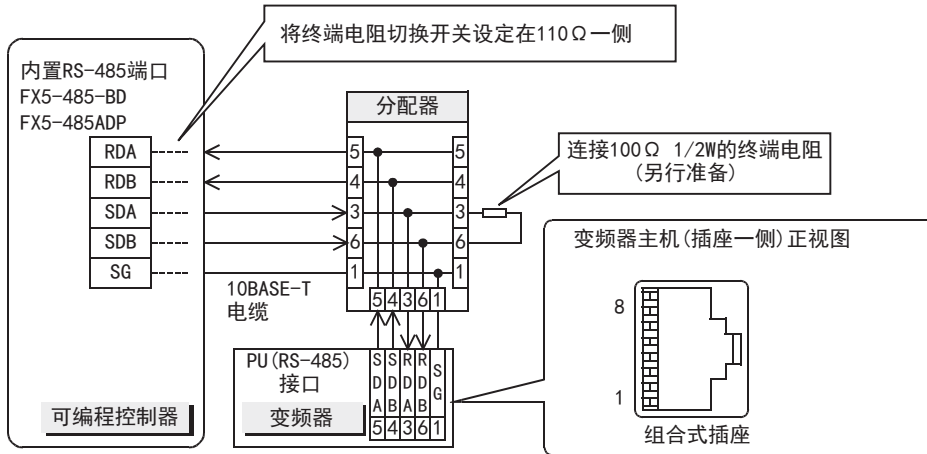 将终端电阻切换开关设定在110Ω一侧
内置RS-485端口
FX5-485-BD
FX5-485ADP
RDA
RDB
SDA
SDB
SG
可编程控制器
10BASE-T
电缆
分配器
5 5
4 4
3 3
6 6
1 1
5 4 3 6 1
连接100Ω 1/2W的终端电阻
(另行准备)
PU(RS-485)
接口
变频器
SDA SDB RDA RDB SG
5 4 3 6 1
变频器主机(插座一侧)正视图
8
1
组合式插座